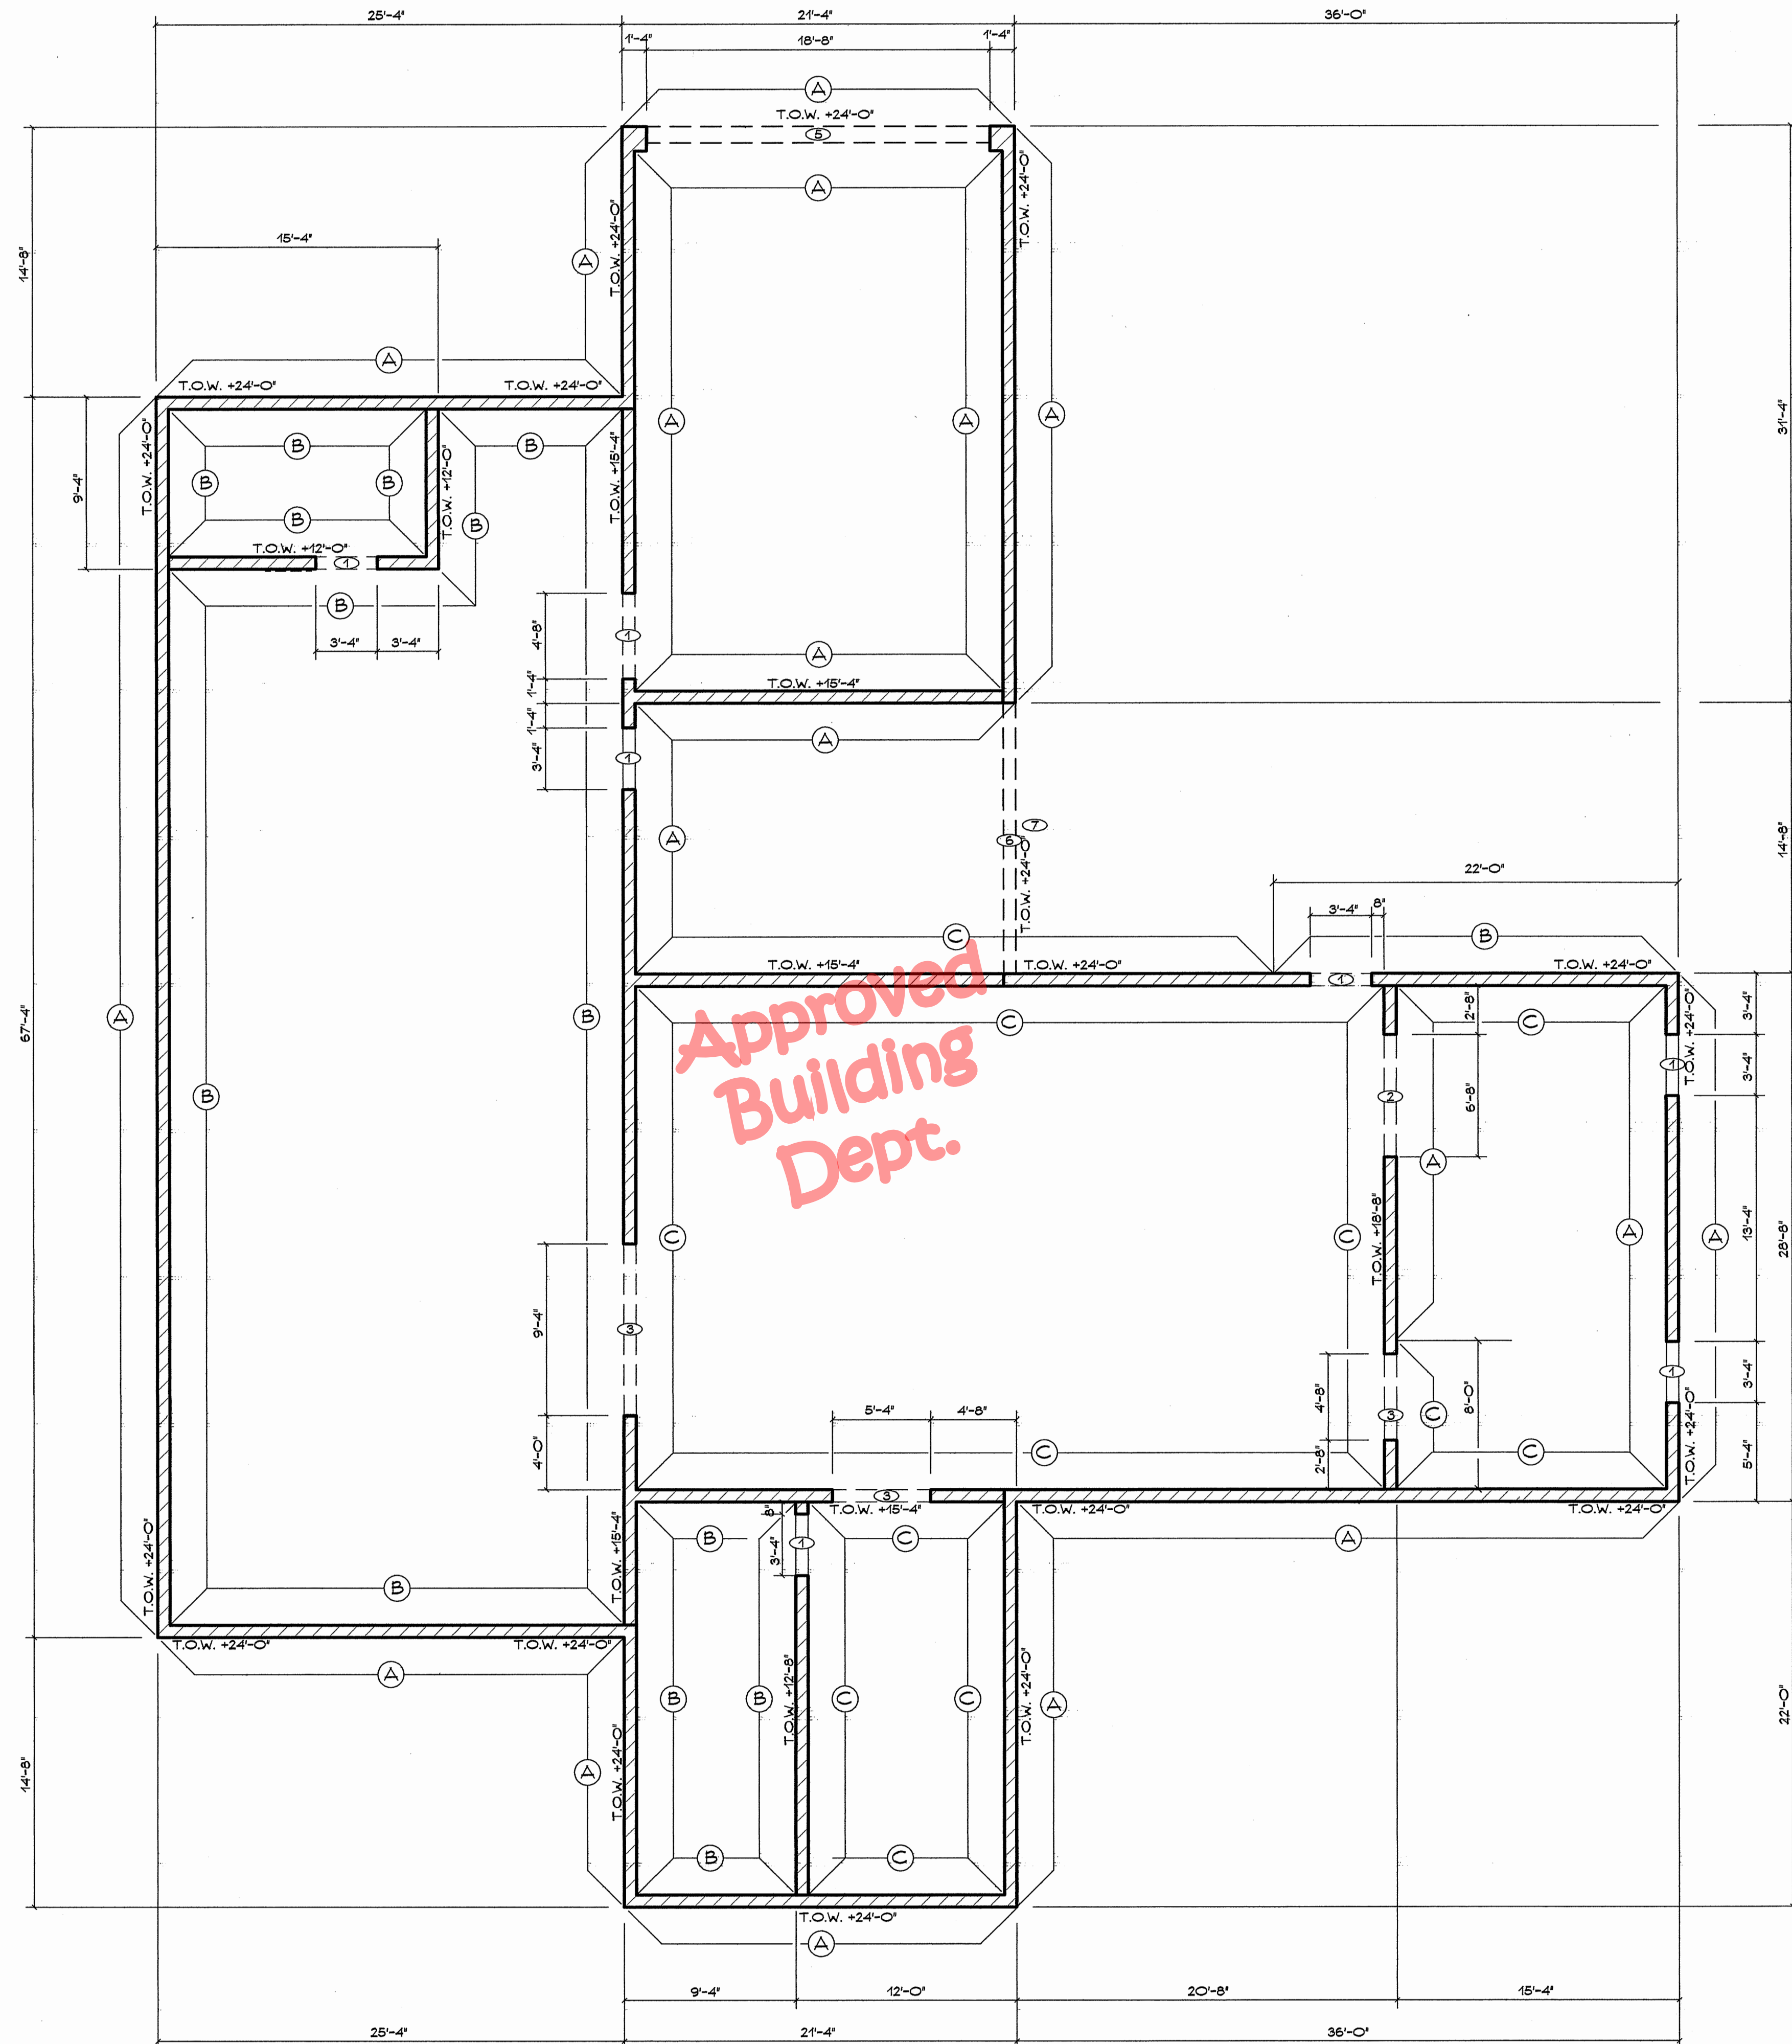 25'-4" 21'-4" 36'-0"
1'-4" 18'-8" 1'-4"
A
T.O.W. +24'-0"
5
T.O.W. +24'-0"
A
T.O.W. +24'-0"
15'-4"
14'-8"
A
A
T.O.W. +24'-0" T.O.W. +24'-0"
A A A
31'-4"
T.O.W. +24'-0"
B B
T.O.W. +15'-4"
9'-4"
B B
T.O.W. +12'-0"
B
B
T.O.W. +12'-0"
1
B
3'-4" 3'-4"
4'-8"
1
A
1'-4"
T.O.W. +15'-4"
1'-4"
A
3'-4"
1
A
6
7
T.O.W. +24'-0"
14'-8"
22'-0"
3'-4" 8"
C
B
T.O.W. +15'-4" T.O.W. +24'-0" T.O.W. +24'-0"
1
Approved
Building
Dept.
A
B
67'-4"
B
C
2'-8"
C
T.O.W. +24'-0"
3'-4"
1
3'-4"
2
6'-8"
A
C
C
T.O.W. +18'-8"
A
A
13'-4"
28'-8"
9'-4"
3
4'-0"
5'-4" 4'-8"
C
4'-8"
2'-8"
3
C
8'-0"
C
1
3'-4"
T.O.W. +24'-0"
5'-4"
3
T.O.W. +15'-4" T.O.W. +24'-0" T.O.W. +24'-0"
8"
3'-4"
1
B
C
A
T.O.W. +24'-0"
T.O.W. +15'-4"
B
T.O.W. +24'-0" T.O.W. +24'-0"
A
B B
T.O.W. +12'-8"
C C
T.O.W. +24'-0"
A
22'-0"
14'-8"
A
T.O.W. +24'-0"
B C
T.O.W. +24'-0"
A
9'-4" 12'-0" 20'-8" 15'-4"
25'-4" 21'-4" 36'-0"